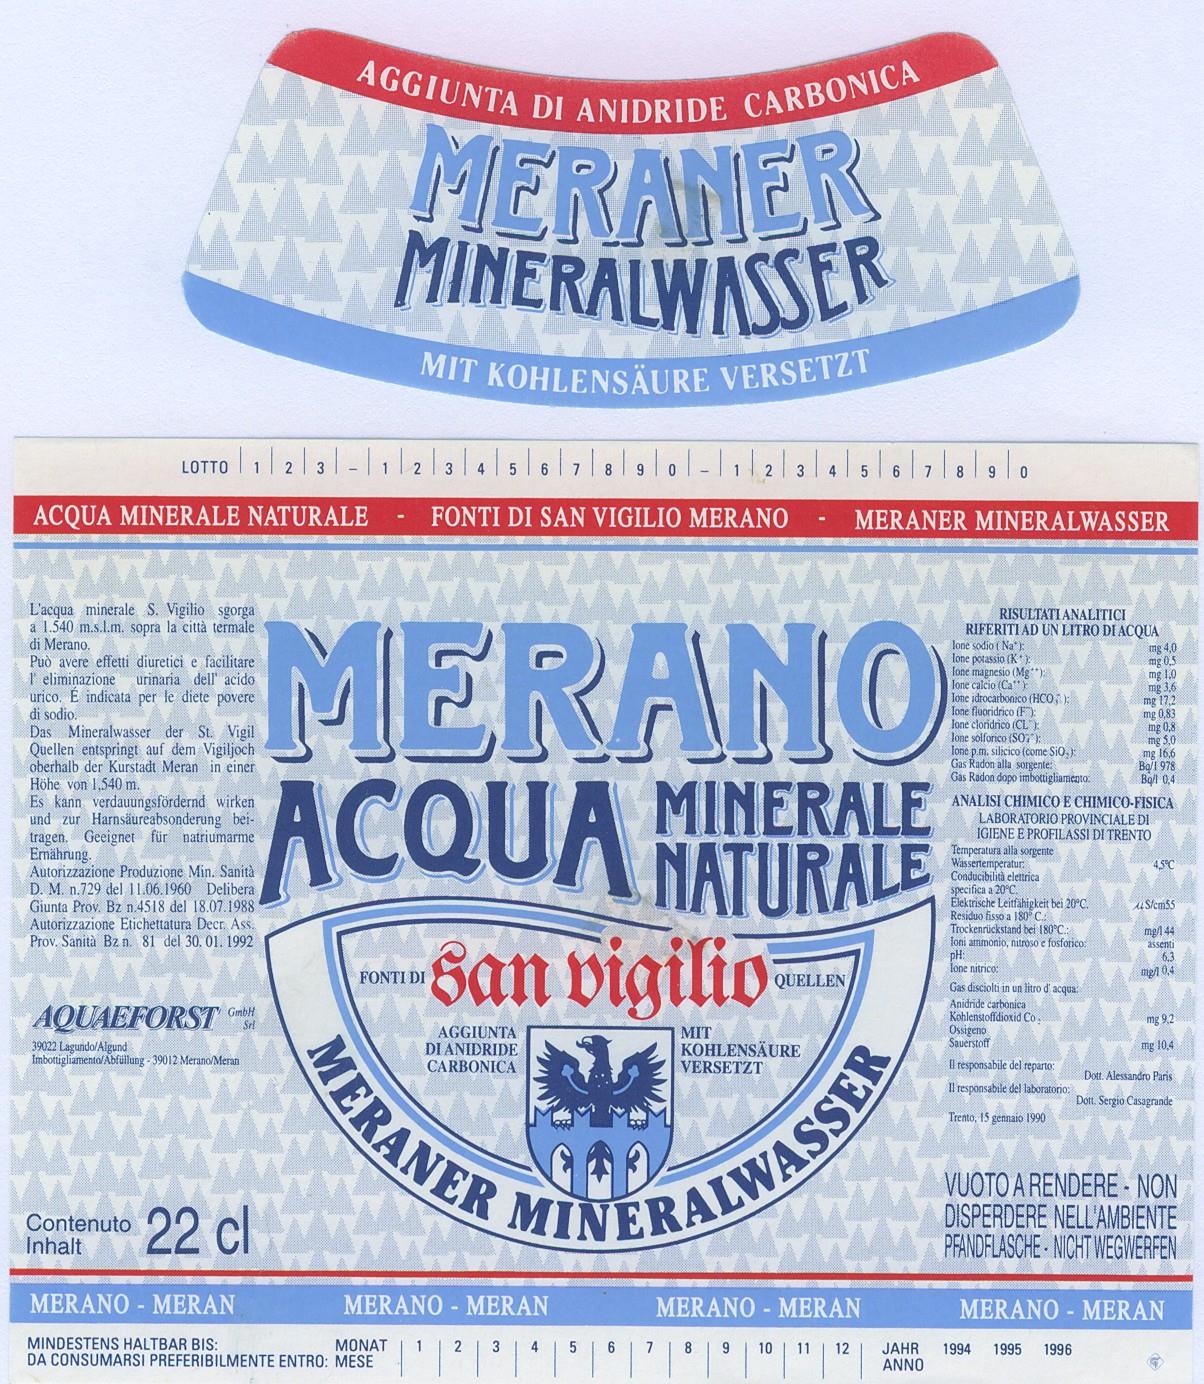 AGGIUNTA DI ANIDRIDE CARBONICA
MERANER
MINERALWASSER
MIT KOHLENSÄURE VERSETZT
LOTTO 1 2 3 – 1 2 3 4 5 6 7 8 9 0 – 1 2 3 4 5 6 7 8 9 0
ACQUA MINERALE NATURALE - FONTI DI SAN VIGILIO MERANO - MERANER MINERALWASSER
L'acqua minerale S. Vigilio sgorga
a 1.540 m.s.l.m. sopra la città termale
di Merano.
Può avere effetti diuretici e facilitare
l' eliminazione urinaria dell' acido
urico. É indicata per le diete povere
di sodio.
Das Mineralwasser der St. Vigil
Quellen entspringt auf dem Vigiljoch
oberhalb der Kurstadt Meran in einer
Höhe von 1,540 m.
Es kann verdauungsfördernd wirken
und zur Harnsäureabsonderung bei-
tragen. Geeignet für natriumarme
Ernährung.
Autorizzazione Produzione Min. Sanità
D. M. n.729 del 11.06.1960 Delibera
Giunta Prov. Bz n.4518 del 18.07.1988
Autorizzazione Etichettatura Decr. Ass.
Prov. Sanità Bz n. 81 del 30. 01. 1992
AQUAEFORST GmbH
Srl
39022 Lagundo/Algund
Imbottigliamento/Abfüllung - 39012 Merano/Meran
Contenuto
Inhalt 22 cl
MERANO
ACQUA MINERALE
NATURALE
FONTI DI san vigilio QUELLEN
AGGIUNTA
DI ANIDRIDE
CARBONICA
MIT
KOHLENSÄURE
VERSETZT
MERANER MINERALWASSER
RISULTATI ANALITICI
RIFERITI AD UN LITRO DI ACQUA
Ione sodio ( Na⁺): mg 4,0
Ione potassio (K⁺): mg 0,5
Ione magnesio (Mg⁺⁺): mg 1,0
Ione calcio (Ca⁺⁺): mg 3,6
Ione idrocarbonico (HCO₃⁻): mg 17,2
Ione fluoridrico (F⁻): mg 0,83
Ione cloridrico (CL⁻): mg 0,8
Ione solforico (SO₄⁻⁻): mg 5,0
Ione p.m. silicico (come SiO₂): mg 16,6
Gas Radon alla sorgente: Bq/l 978
Gas Radon dopo imbottigliamento: Bq/l 0,4
ANALISI CHIMICO E CHIMICO-FISICA
LABORATORIO PROVINCIALE DI
IGIENE E PROFILASSI DI TRENTO
Temperatura alla sorgente
Wassertemperatur: 4,5°C
Conducibilità elettrica
specifica a 20°C.
Elektrische Leitfähigkeit bei 20°C. µS/cm55
Residuo fisso a 180° C.:
Trockenrückstand bei 180°C.: mg/l 44
Ioni ammonio, nitroso e fosforico: assenti
pH: 6,3
Ione nitrico: mg/l 0,4
Gas disciolti in un litro d' acqua:
Anidride carbonica
Kohlenstoffdioxid Co₂ mg 9,2
Ossigeno
Sauerstoff mg 10,4
Il responsabile del reparto:
Dott. Alessandro Paris
Il responsabile del laboratorio:
Dott. Sergio Casagrande
Trento, 15 gennaio 1990
VUOTO A RENDERE - NON
DISPERDERE NELL'AMBIENTE
PFANDFLASCHE - NICHT WEGWERFEN
MERANO - MERAN MERANO - MERAN MERANO - MERAN MERANO - MERAN
MINDESTENS HALTBAR BIS: MONAT 1 2 3 4 5 6 7 8 9 10 11 12 JAHR 1994 1995 1996
DA CONSUMARSI PREFERIBILMENTE ENTRO: MESE ANNO